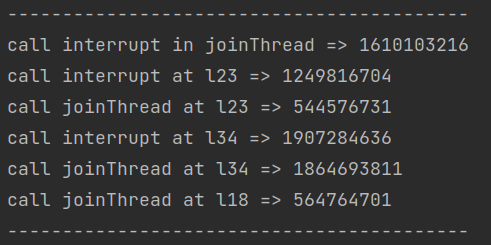 ------------------------------------------
call interrupt in joinThread => 1610103216
call interrupt at l23 => 1249816704
call joinThread at l23 => 544576731
call interrupt at l34 => 1907284636
call joinThread at l34 => 1864693811
call joinThread at l18 => 564764701
------------------------------------------